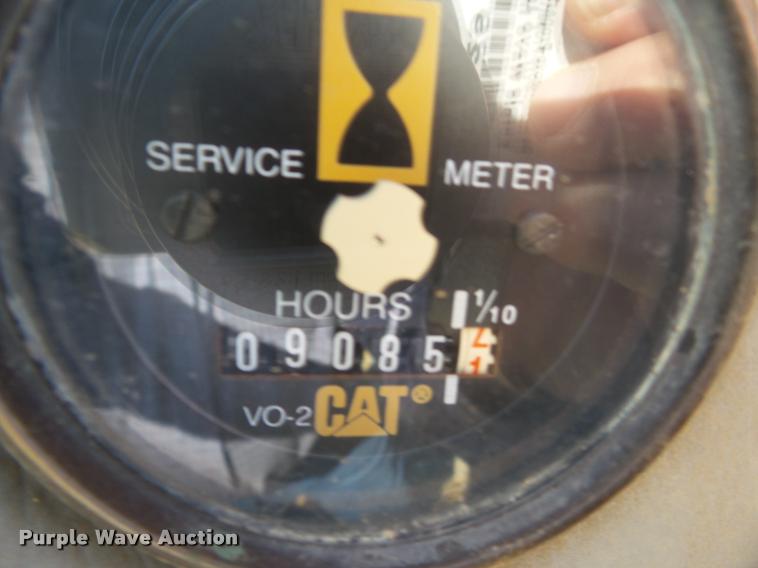 SERVICE METER
HOURS 1/10
09085
VO-2 CAT®
Purple Wave Auction